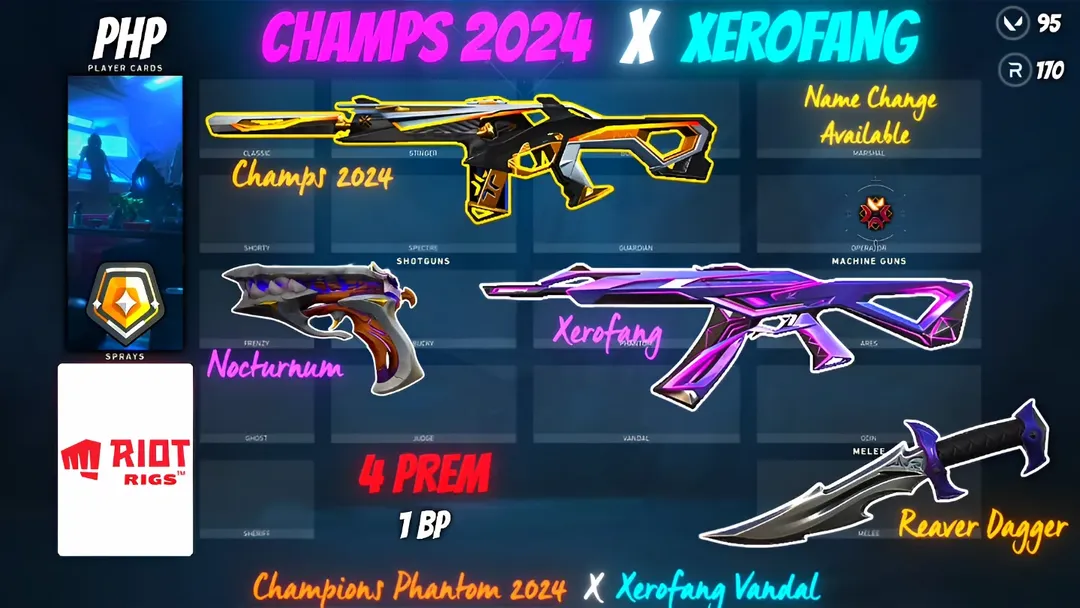 PHP
CHAMPS 2024 X XEROFANG
95
170
PLAYER CARDS
Name Change
Available
CLASSIC
STINGER
MARSHAL
Champs 2024
SHORTY
SPECTRE
GUARDIAN
OPERATOR
SHOTGUNS
MACHINE GUNS
Xerofang
FRENZY
BUCKY
PHANTOM
ARES
SPRAYS
Nocturnum
GHOST
JUDGE
VANDAL
ODIN
MELEE
RIOT
RIGS™
4 PREM
1 BP
Reaver Dagger
SHERIFF
MELEE
Champions Phantom 2024 X Xerofang Vandal